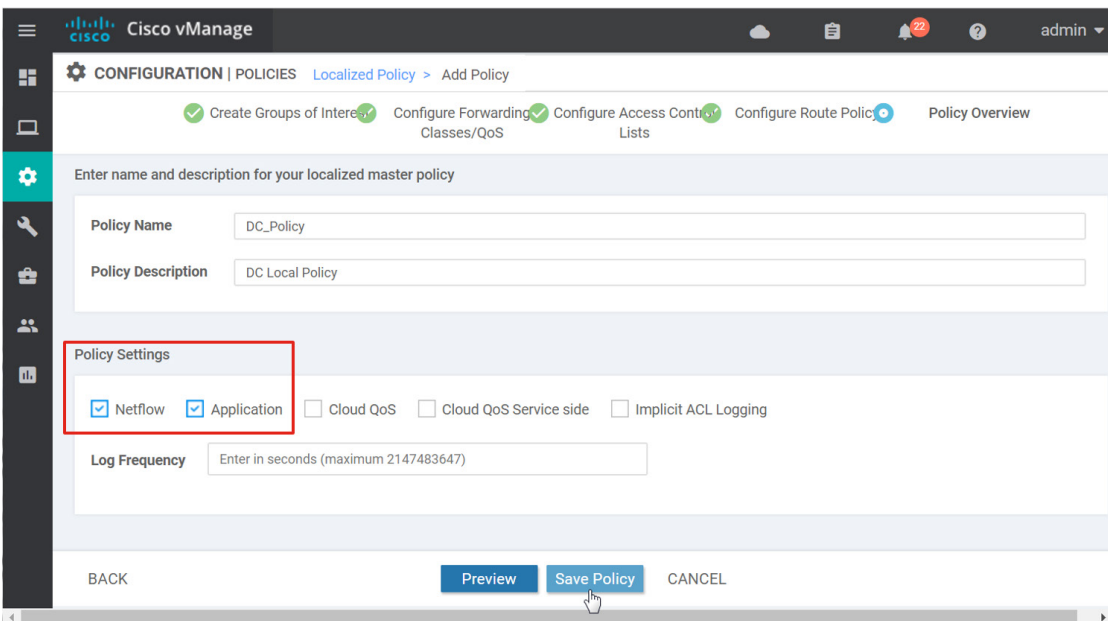 cisco Cisco vManage 22 admin
CONFIGURATION | POLICIES Localized Policy > Add Policy
Create Groups of Interest Configure Forwarding Classes/QoS Configure Access Control Lists Configure Route Policy Policy Overview
Enter name and description for your localized master policy
Policy Name DC_Policy
Policy Description DC Local Policy
Policy Settings
Netflow Application Cloud QoS Cloud QoS Service side Implicit ACL Logging
Log Frequency Enter in seconds (maximum 2147483647)
BACK Preview Save Policy CANCEL